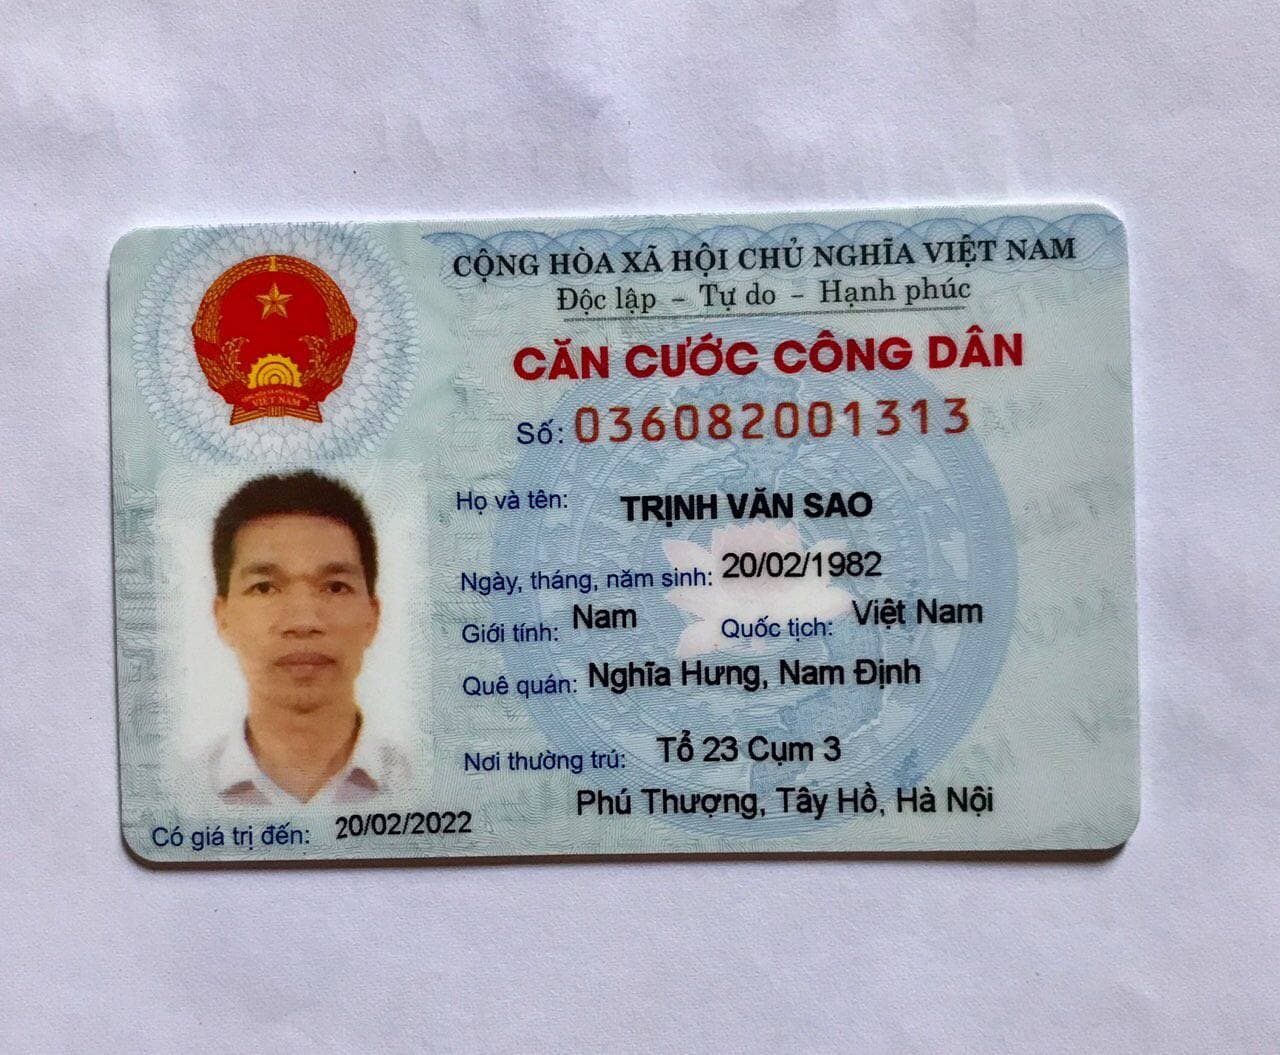 CỘNG HÒA XÃ HỘI CHỦ NGHĨA VIỆT NAM
Độc lập - Tự do - Hạnh phúc
CĂN CƯỚC CÔNG DÂN
Số: 036082001313
Họ và tên: TRỊNH VĂN SAO
Ngày, tháng, năm sinh: 20/02/1982
Giới tính: Nam Quốc tịch: Việt Nam
Quê quán: Nghĩa Hưng, Nam Định
Nơi thường trú: Tổ 23 Cụm 3
Phú Thượng, Tây Hồ, Hà Nội
Có giá trị đến: 20/02/2022
VIỆT NAM